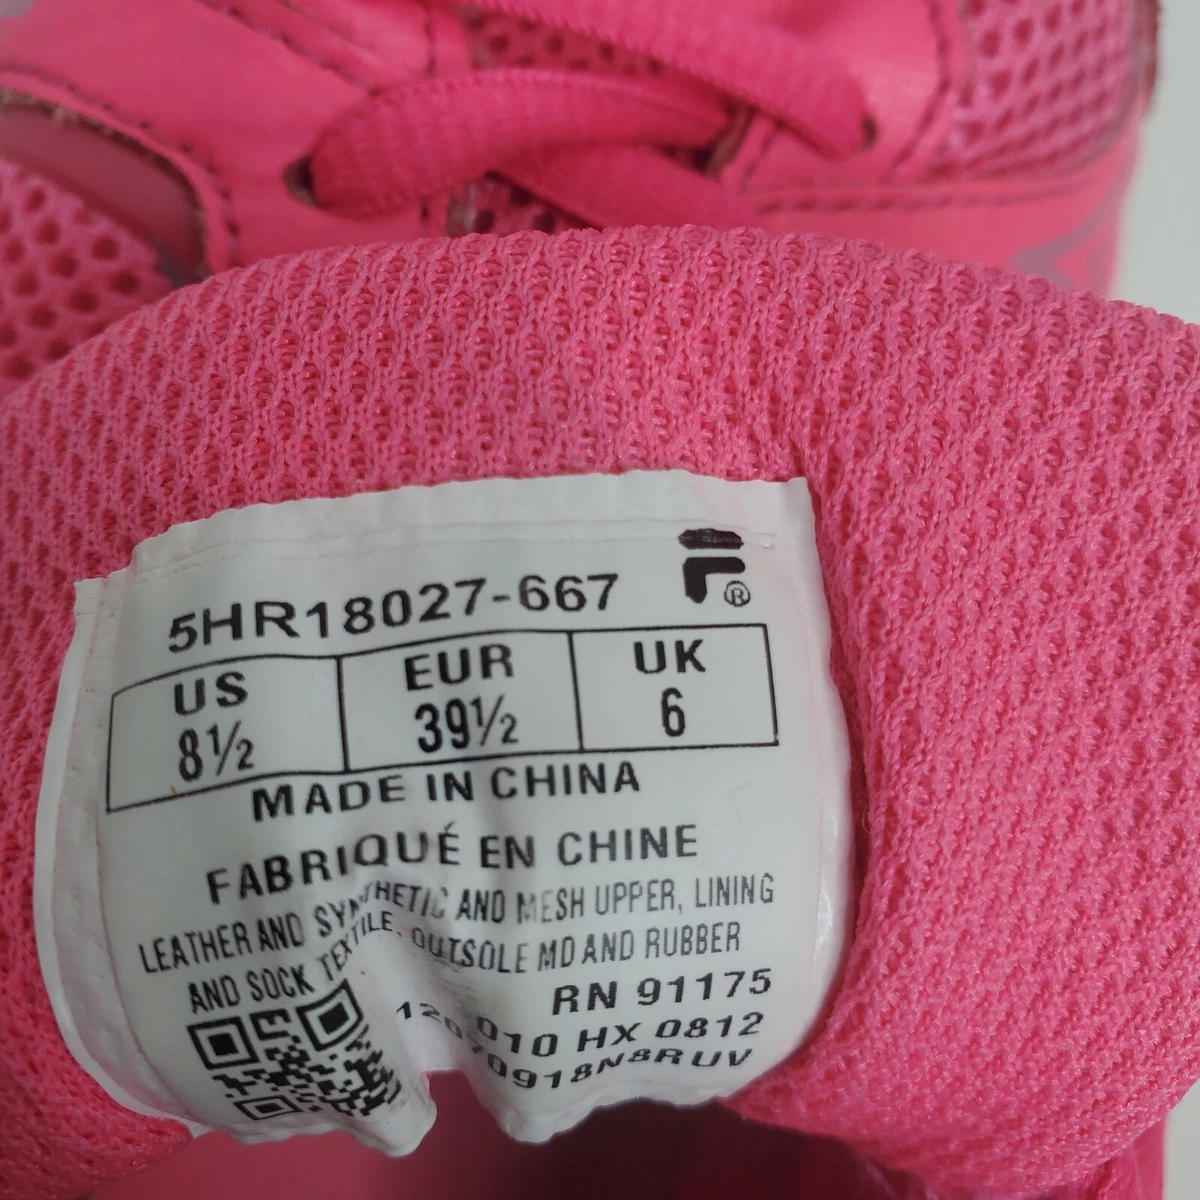 5HR18027-667
US EUR UK
8½ 39½ 6
MADE IN CHINA
FABRIQUÉ EN CHINE
LEATHER AND SYNTHETIC AND MESH UPPER, LINING
AND SOCK TEXTILE, OUTSOLE MD AND RUBBER
RN 91175
HX 0812